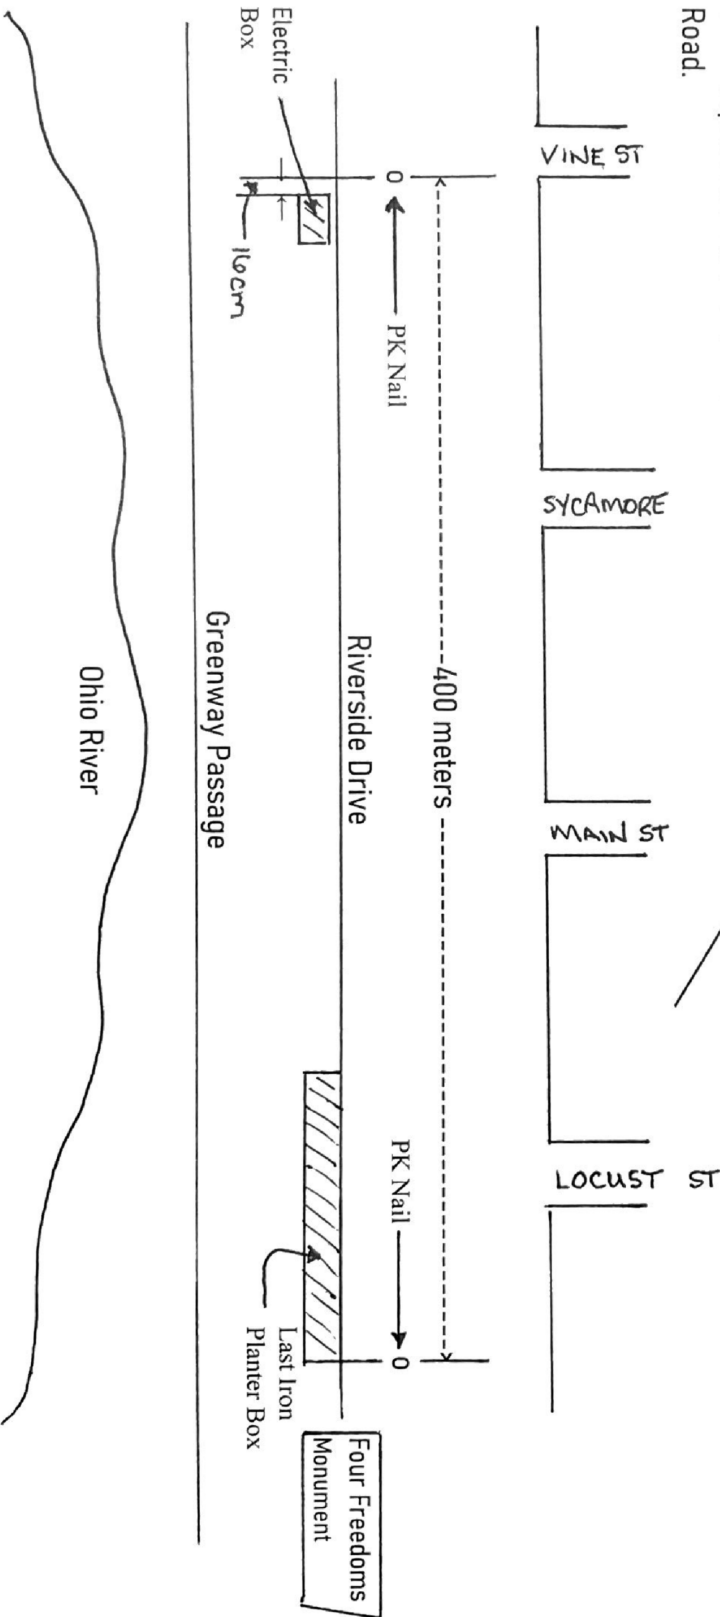 Road.
VINE ST
SYCAMORE
MAIN ST
LOCUST ST
400 meters
0
PK Nail
PK Nail
0
Riverside Drive
Electric
Box
16cm
Last Iron
Planter Box
Four Freedoms
Monument
Greenway Passage
Ohio River